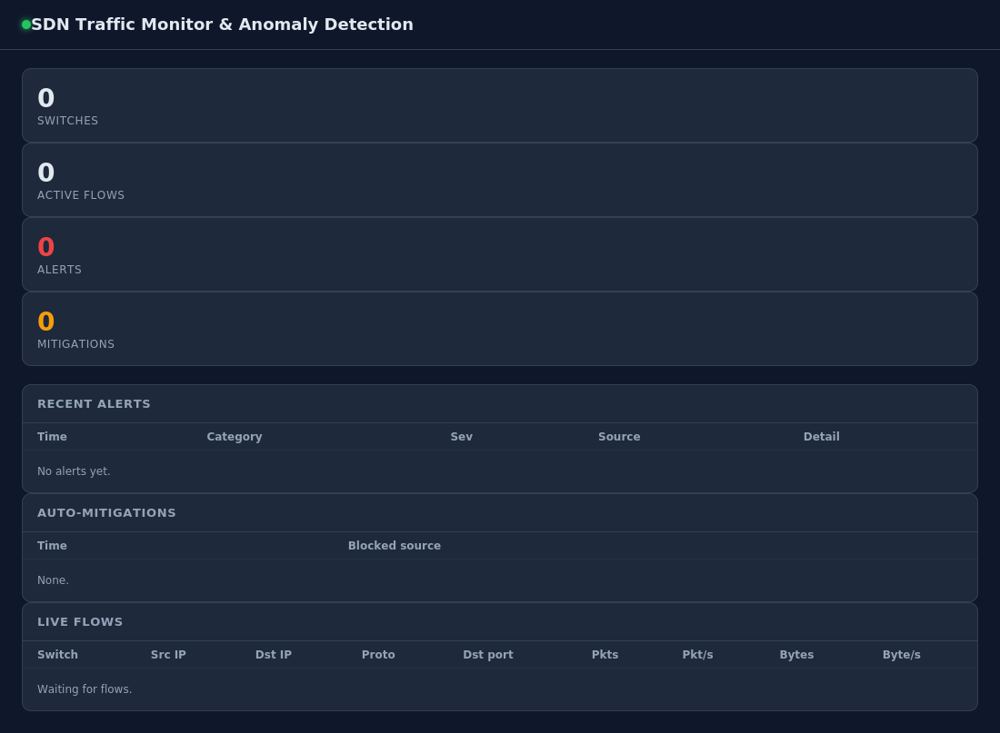 SDN Traffic Monitor & Anomaly Detection
0
SWITCHES
0
ACTIVE FLOWS
0
ALERTS
0
MITIGATIONS
RECENT ALERTS
Time Category Sev Source Detail
No alerts yet.
AUTO-MITIGATIONS
Time Blocked source
None.
LIVE FLOWS
Switch Src IP Dst IP Proto Dst port Pkts Pkt/s Bytes Byte/s
Waiting for flows.